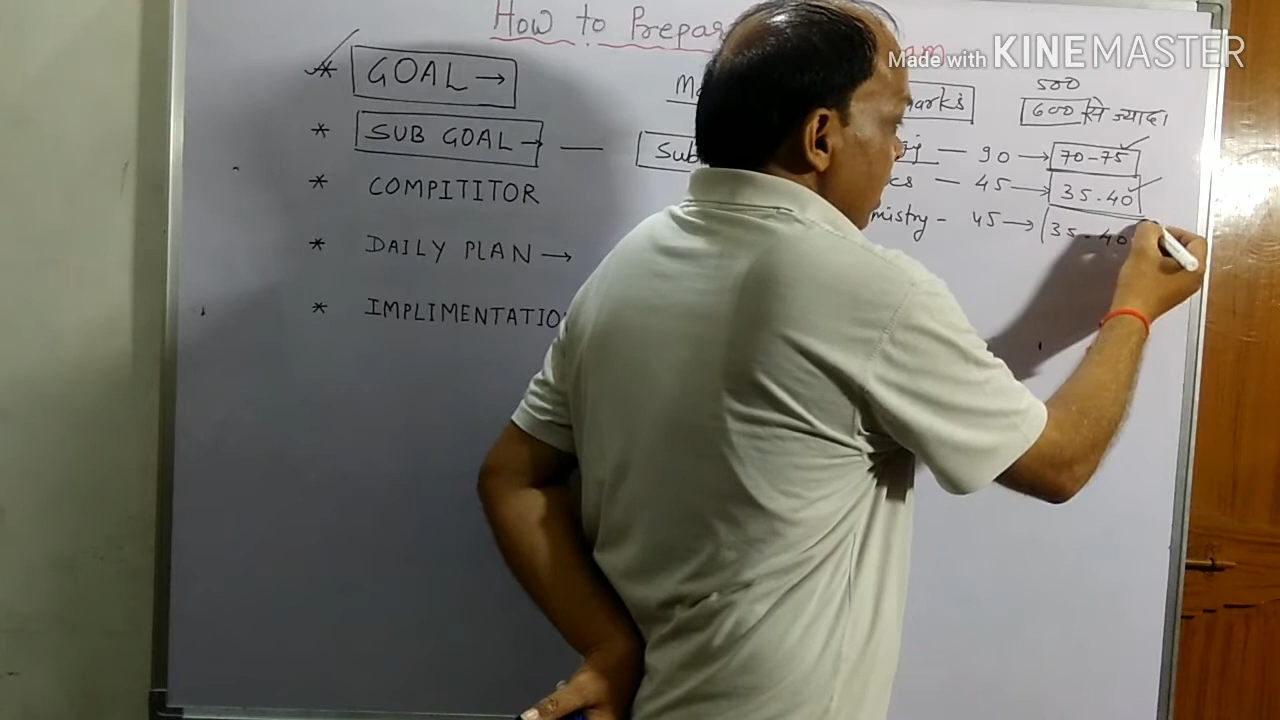 How to Prepar
Made with KINEMASTER
* GOAL →
500
600 से ज्यादा
* SUB GOAL → —
— 90 → 70-75
* COMPITITOR
cs — 45 → 35-40
mistry - 45 → 35-40
* DAILY PLAN →
* IMPLIMENTATIO